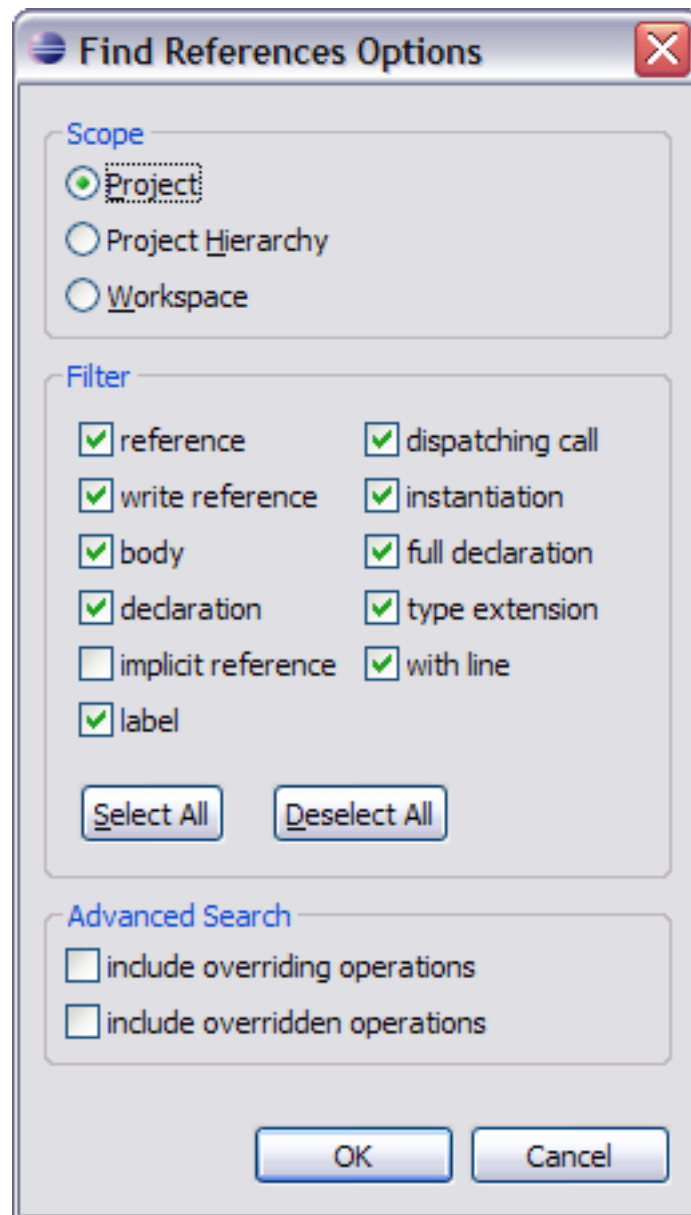 Find References Options
Scope
Project
Project Hierarchy
Workspace
Filter
reference
dispatching call
write reference
instantiation
body
full declaration
declaration
type extension
implicit reference
with line
label
Select All
Deselect All
Advanced Search
include overriding operations
include overridden operations
OK
Cancel